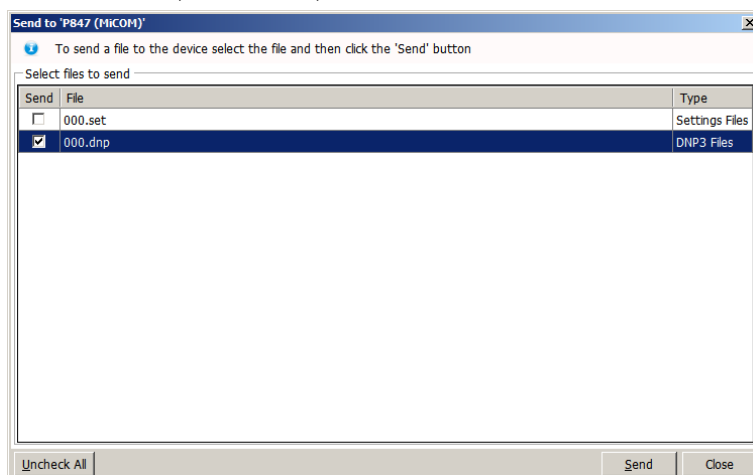 Send to 'P847 (MiCOM)'
To send a file to the device select the file and then click the 'Send' button
Select files to send
Send File Type
000.set Settings Files
000.dnp DNP3 Files
Uncheck All Send Close